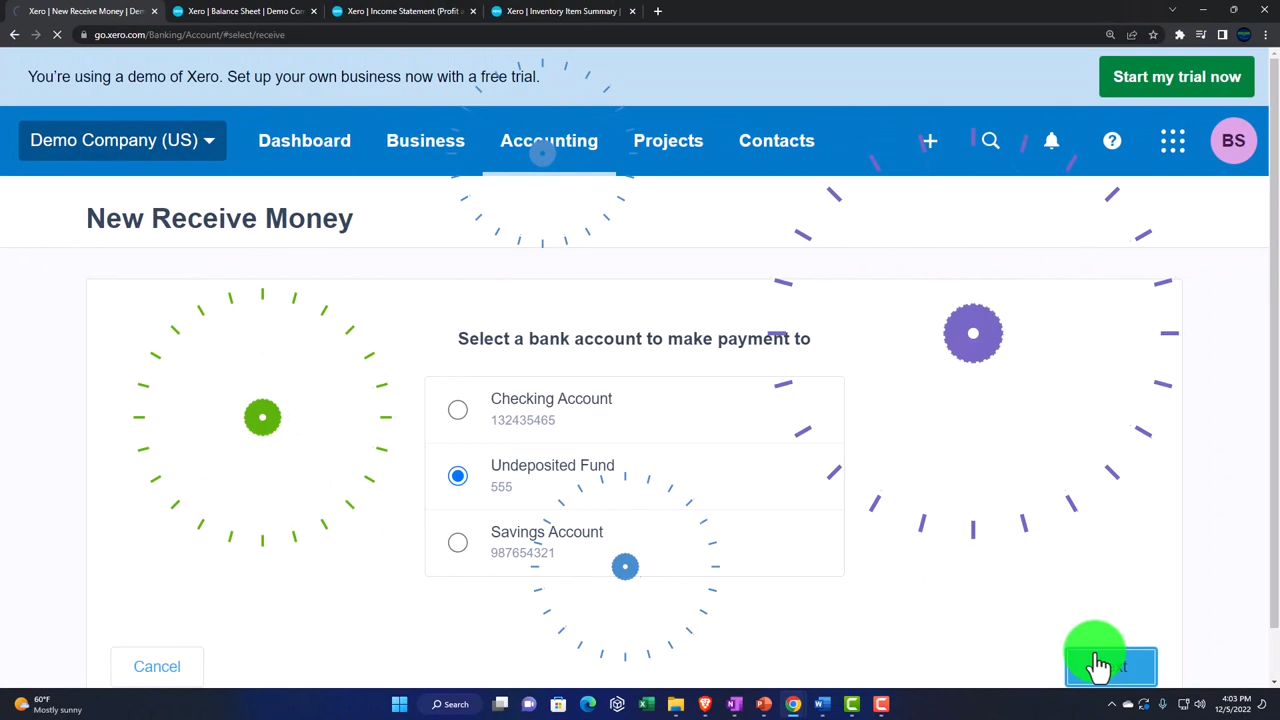 Xero | New Receive Money | Dem
Xero | Balance Sheet | Demo Com
Xero | Income Statement (Profit a
Xero | Inventory Item Summary |
go.xero.com/Banking/Account/#select/receive
You're using a demo of Xero. Set up your own business now with a free trial.
Start my trial now
Demo Company (US)
Dashboard
Business
Accounting
Projects
Contacts
BS
New Receive Money
Select a bank account to make payment to
Checking Account
132435465
Undeposited Fund
555
Savings Account
987654321
Cancel
60°F
Mostly sunny
Search
4:03 PM
12/5/2022